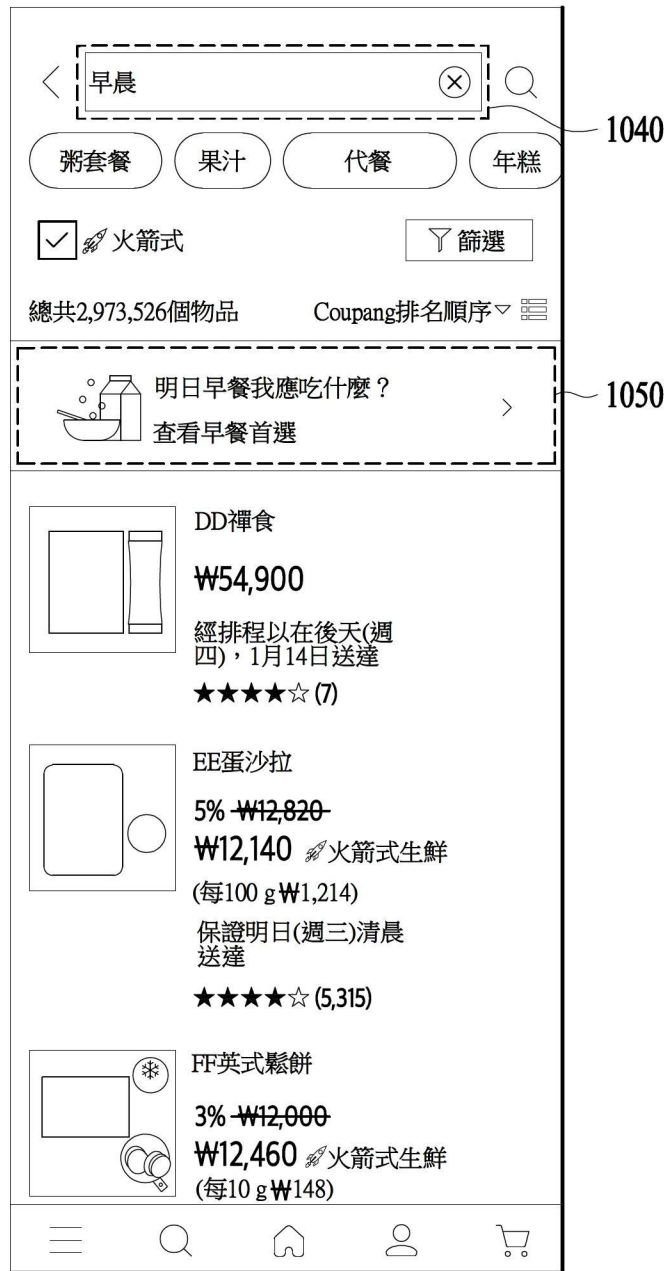 早晨
1040
粥套餐 果汁 代餐 年糕
火箭式 篩選
總共2,973,526個物品 Coupang排名順序
明日早餐我應吃什麼？
1050
查看早餐首選
DD禪食
₩54,900
經排程以在後天(週
四)，1月14日送達
★★★★☆(7)
EE蛋沙拉
5% ₩12,820
₩12,140 火箭式生鮮
(每100 g₩1,214)
保證明日(週三)清晨
送達
★★★★☆(5,315)
FF英式鬆餅
3% ₩12,000
₩12,460 火箭式生鮮
(每10 g₩148)